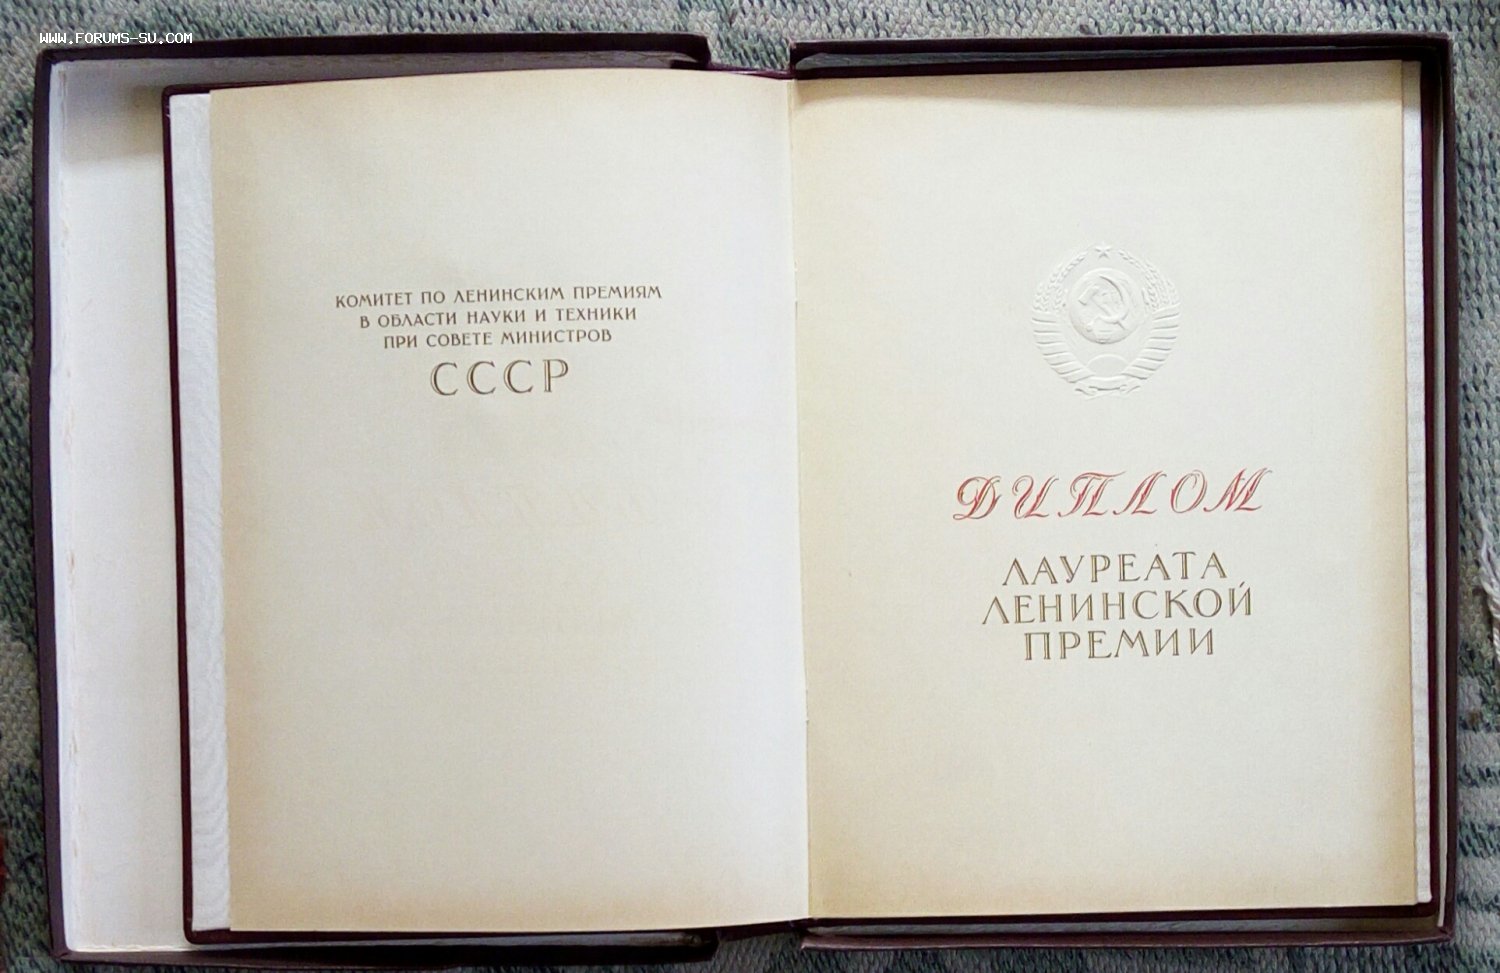 www.forums-su.com
КОМИТЕТ ПО ЛЕНИНСКИМ ПРЕМИЯМ
В ОБЛАСТИ НАУКИ И ТЕХНИКИ
ПРИ СОВЕТЕ МИНИСТРОВ
СССР
ДИПЛОМ
ЛАУРЕАТА
ЛЕНИНСКОЙ
ПРЕМИИ